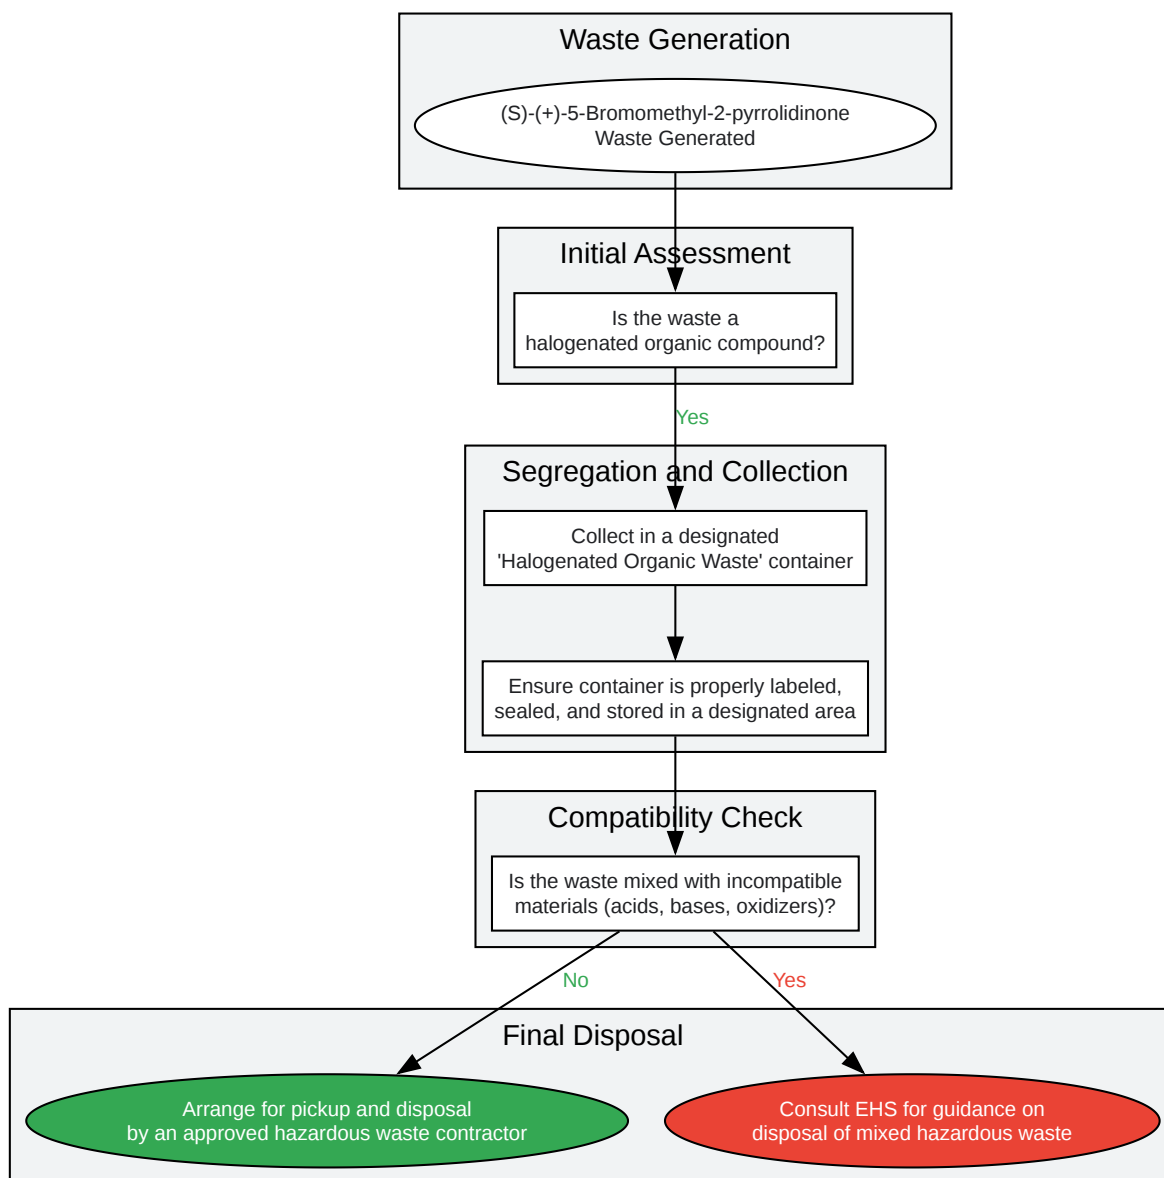 Waste Generation
(S)-(+)-5-Bromomethyl-2-pyrrolidinone
Waste Generated
Initial Assessment
Is the waste a
halogenated organic compound?
Yes
Segregation and Collection
Collect in a designated
'Halogenated Organic Waste' container
Ensure container is properly labeled,
sealed, and stored in a designated area
Compatibility Check
Is the waste mixed with incompatible
materials (acids, bases, oxidizers)?
No
Yes
Final Disposal
Arrange for pickup and disposal
by an approved hazardous waste contractor
Consult EHS for guidance on
disposal of mixed hazardous waste